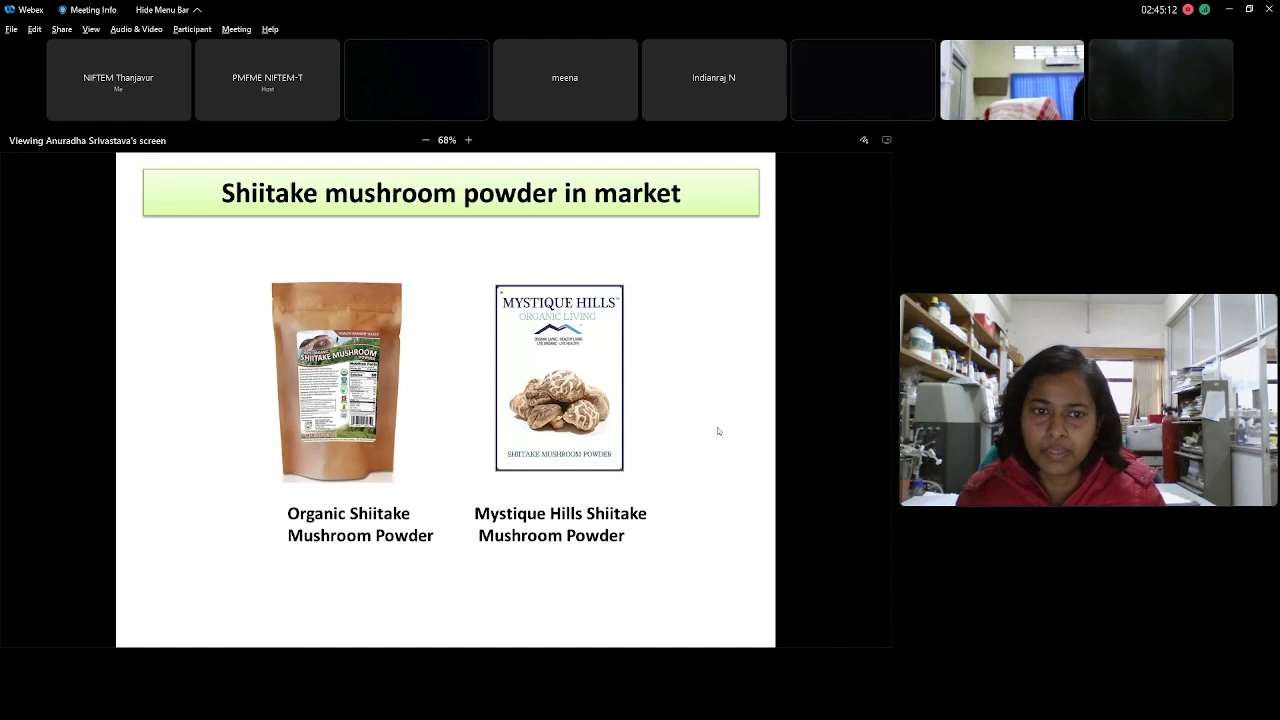 Webex
Meeting Info
Hide Menu Bar
02:45:12
File Edit Share View Audio & Video Participant Meeting Help
NIFTEM Thanjavur
Me
PMFME NIFTEM-T
Host
meena
Indianraj N
Viewing Anuradha Srivastava's screen
68%
Shiitake mushroom powder in market
SHIITAKE MUSHROOM
POWDER
MYSTIQUE HILLS
ORGANIC LIVING
ORGANIC LIVING - HEALTHY LIVING
LIVE ORGANIC - LIVE HEALTHY
SHIITAKE MUSHROOM POWDER
Organic Shiitake
Mushroom Powder
Mystique Hills Shiitake
Mushroom Powder